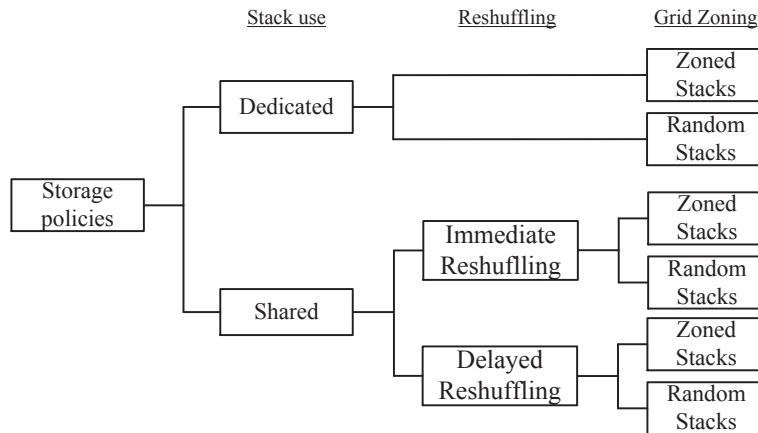 Stack use
Reshuffling
Grid Zoning
Zoned
Stacks
Dedicated
Random
Stacks
Storage
policies
Zoned
Stacks
Immediate
Reshuflling
Random
Stacks
Shared
Zoned
Stacks
Delayed
Reshuffling
Random
Stacks